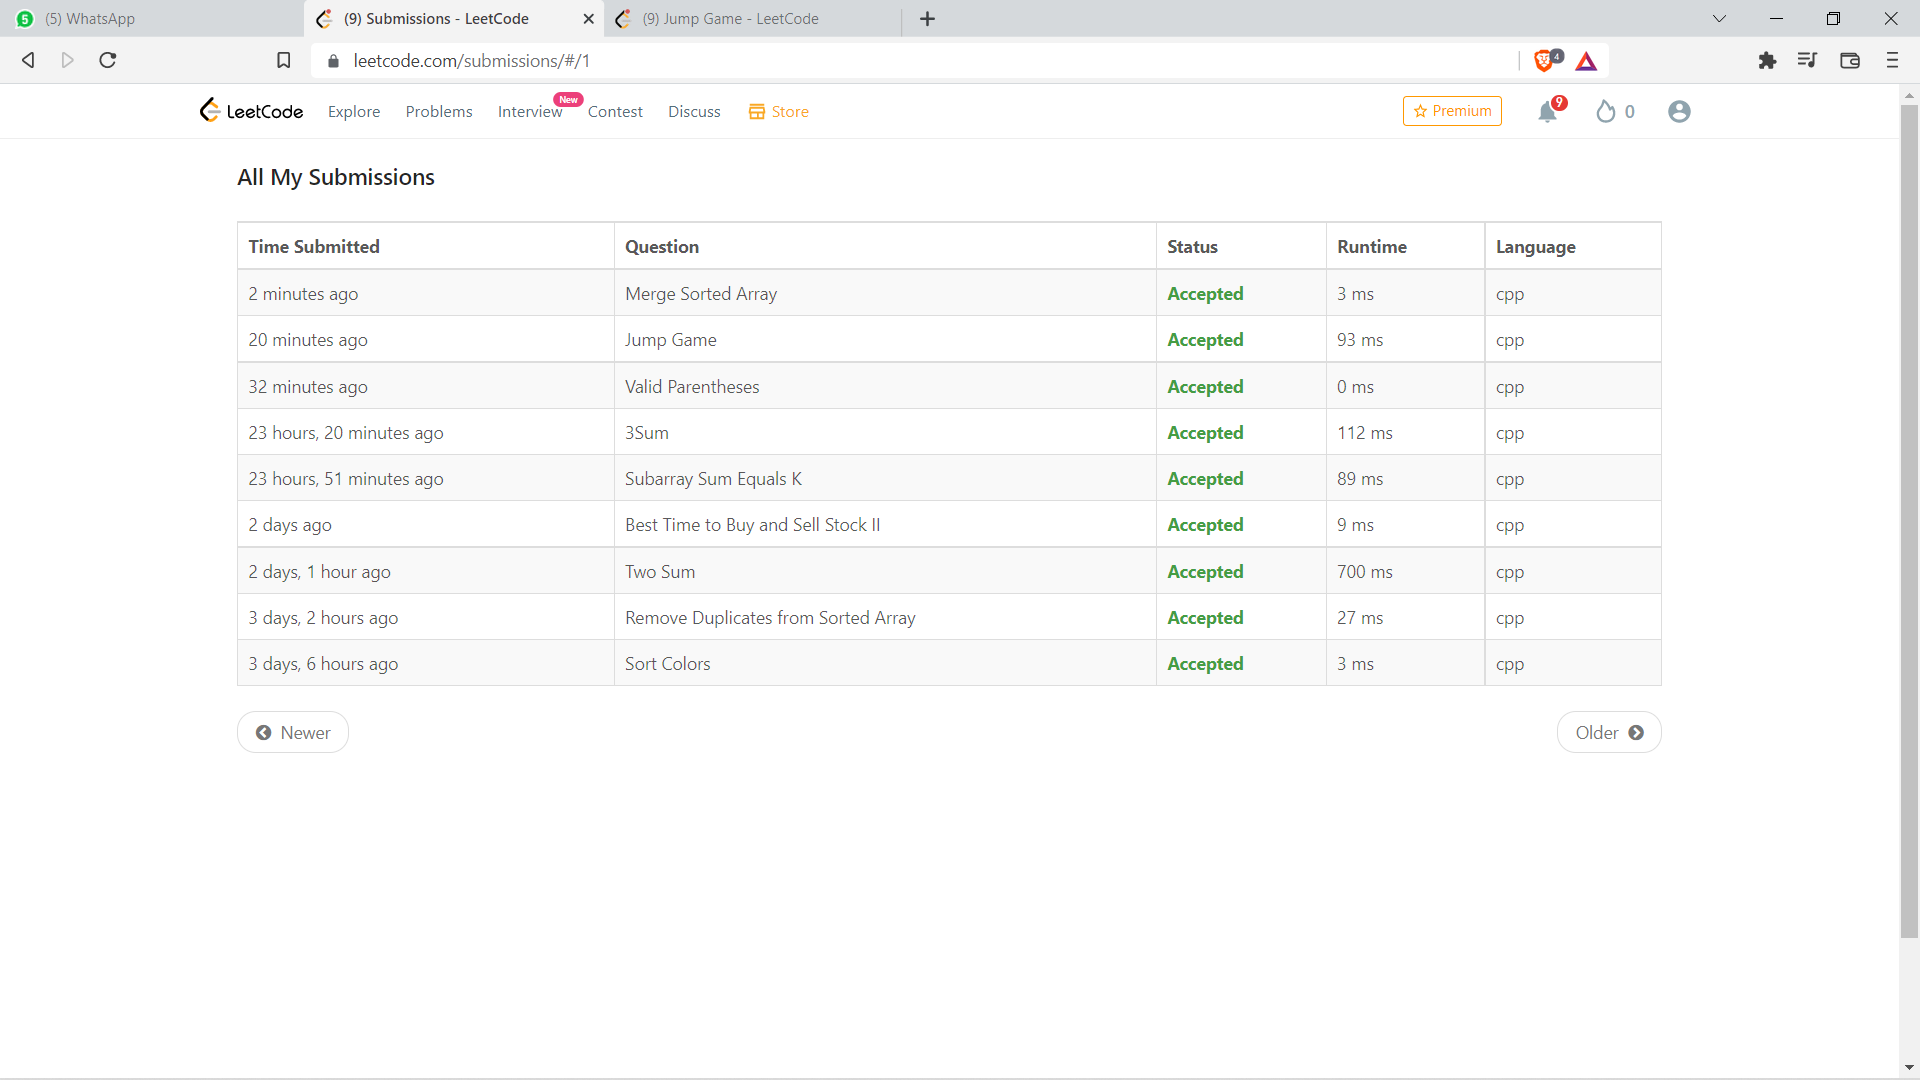 5 (5) WhatsApp (9) Submissions - LeetCode (9) Jump Game - LeetCode
leetcode.com/submissions/#/1 4
LeetCode Explore Problems Interview New Contest Discuss Store Premium 9 0
All My Submissions
Time Submitted Question Status Runtime Language
2 minutes ago Merge Sorted Array Accepted 3 ms cpp
20 minutes ago Jump Game Accepted 93 ms cpp
32 minutes ago Valid Parentheses Accepted 0 ms cpp
23 hours, 20 minutes ago 3Sum Accepted 112 ms cpp
23 hours, 51 minutes ago Subarray Sum Equals K Accepted 89 ms cpp
2 days ago Best Time to Buy and Sell Stock II Accepted 9 ms cpp
2 days, 1 hour ago Two Sum Accepted 700 ms cpp
3 days, 2 hours ago Remove Duplicates from Sorted Array Accepted 27 ms cpp
3 days, 6 hours ago Sort Colors Accepted 3 ms cpp
Newer Older